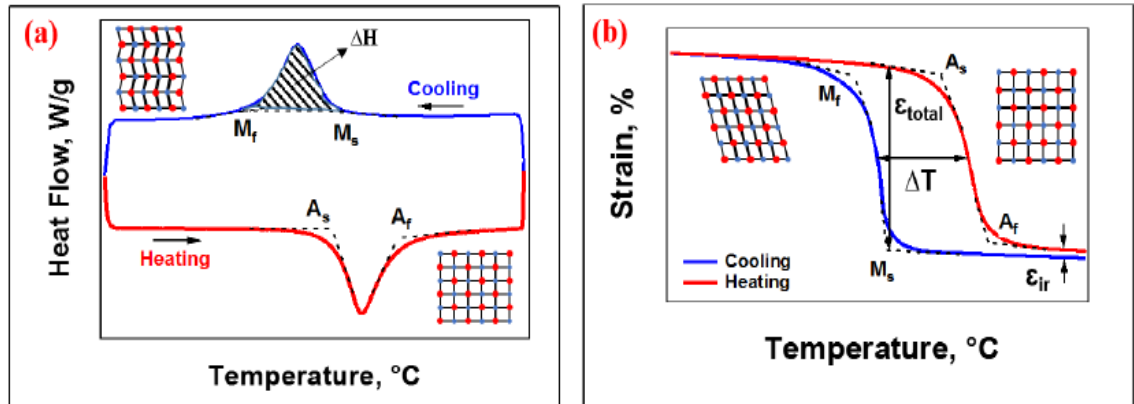 (a)
ΔH
Cooling
Mf
Ms
As
Af
Heating
Heat Flow, W/g
Temperature, °C
(b)
As
Mf
εtotal
ΔT
Af
Ms
εir
Cooling
Heating
Strain, %
Temperature, °C